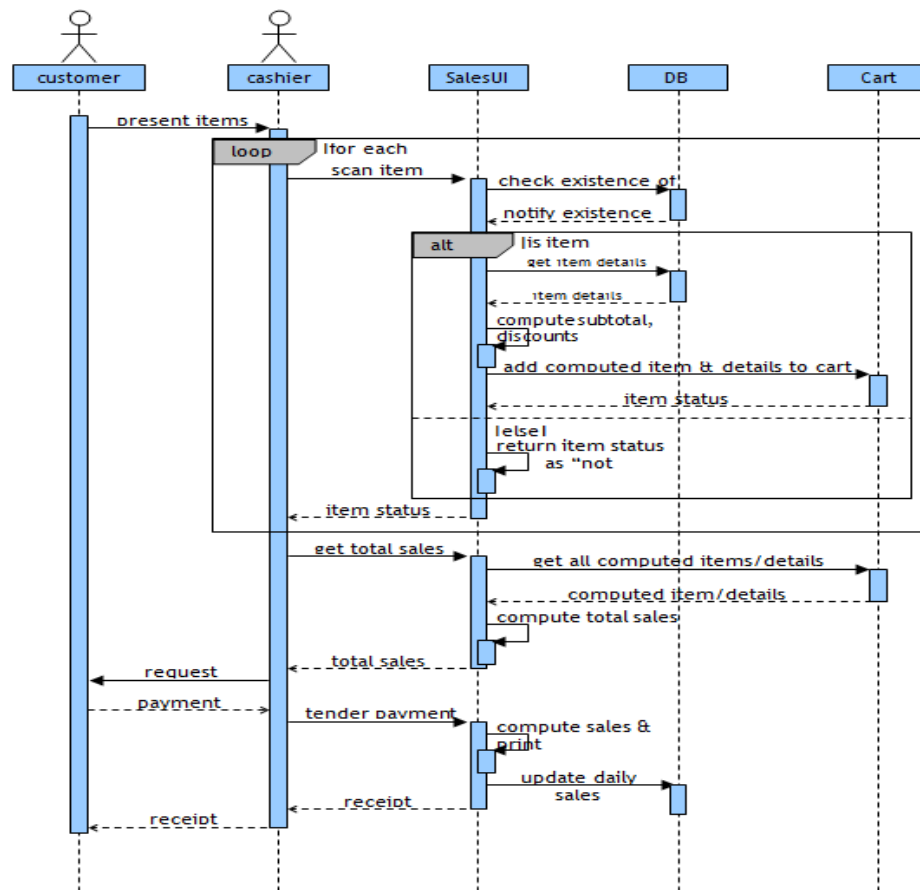 customer
cashier
SalesUI
DB
Cart
present items
loop
[for each
scan item
check existence of
notify existence
alt
[is item
get item details
item details
compute subtotal,
discounts
add computed item & details to cart
item status
[else]
return item status
as "not
item status
get total sales
get all computed items/details
computed item/details
compute total sales
total sales
request
payment
tender payment
compute sales &
print
update daily
sales
receipt
receipt